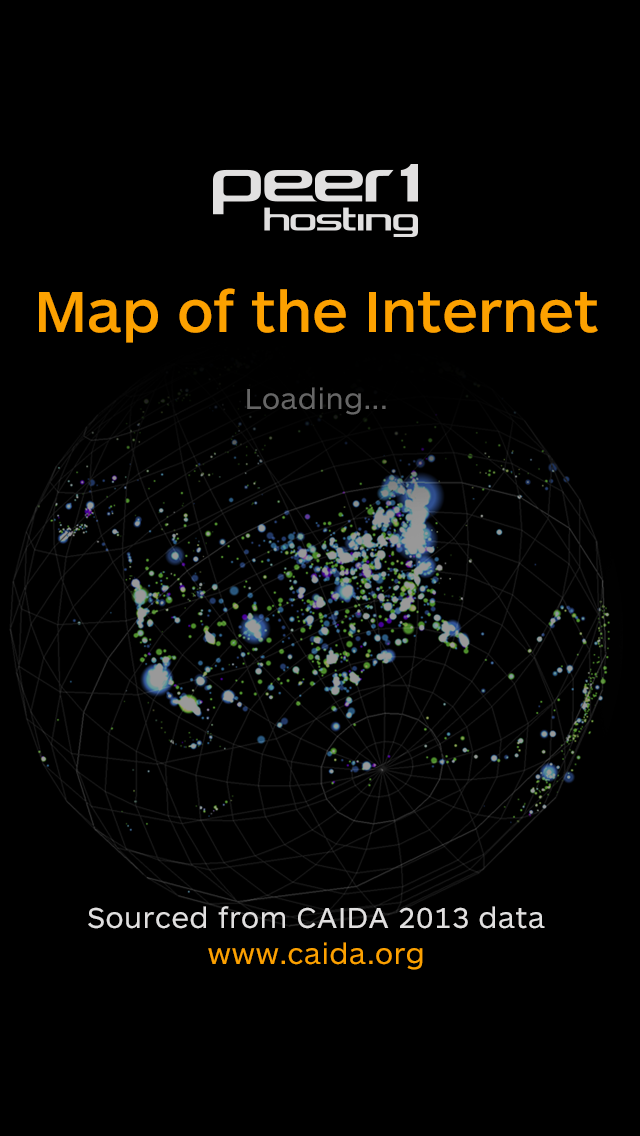 peer1
hosting
Map of the Internet
Loading...
Sourced from CAIDA 2013 data
www.caida.org